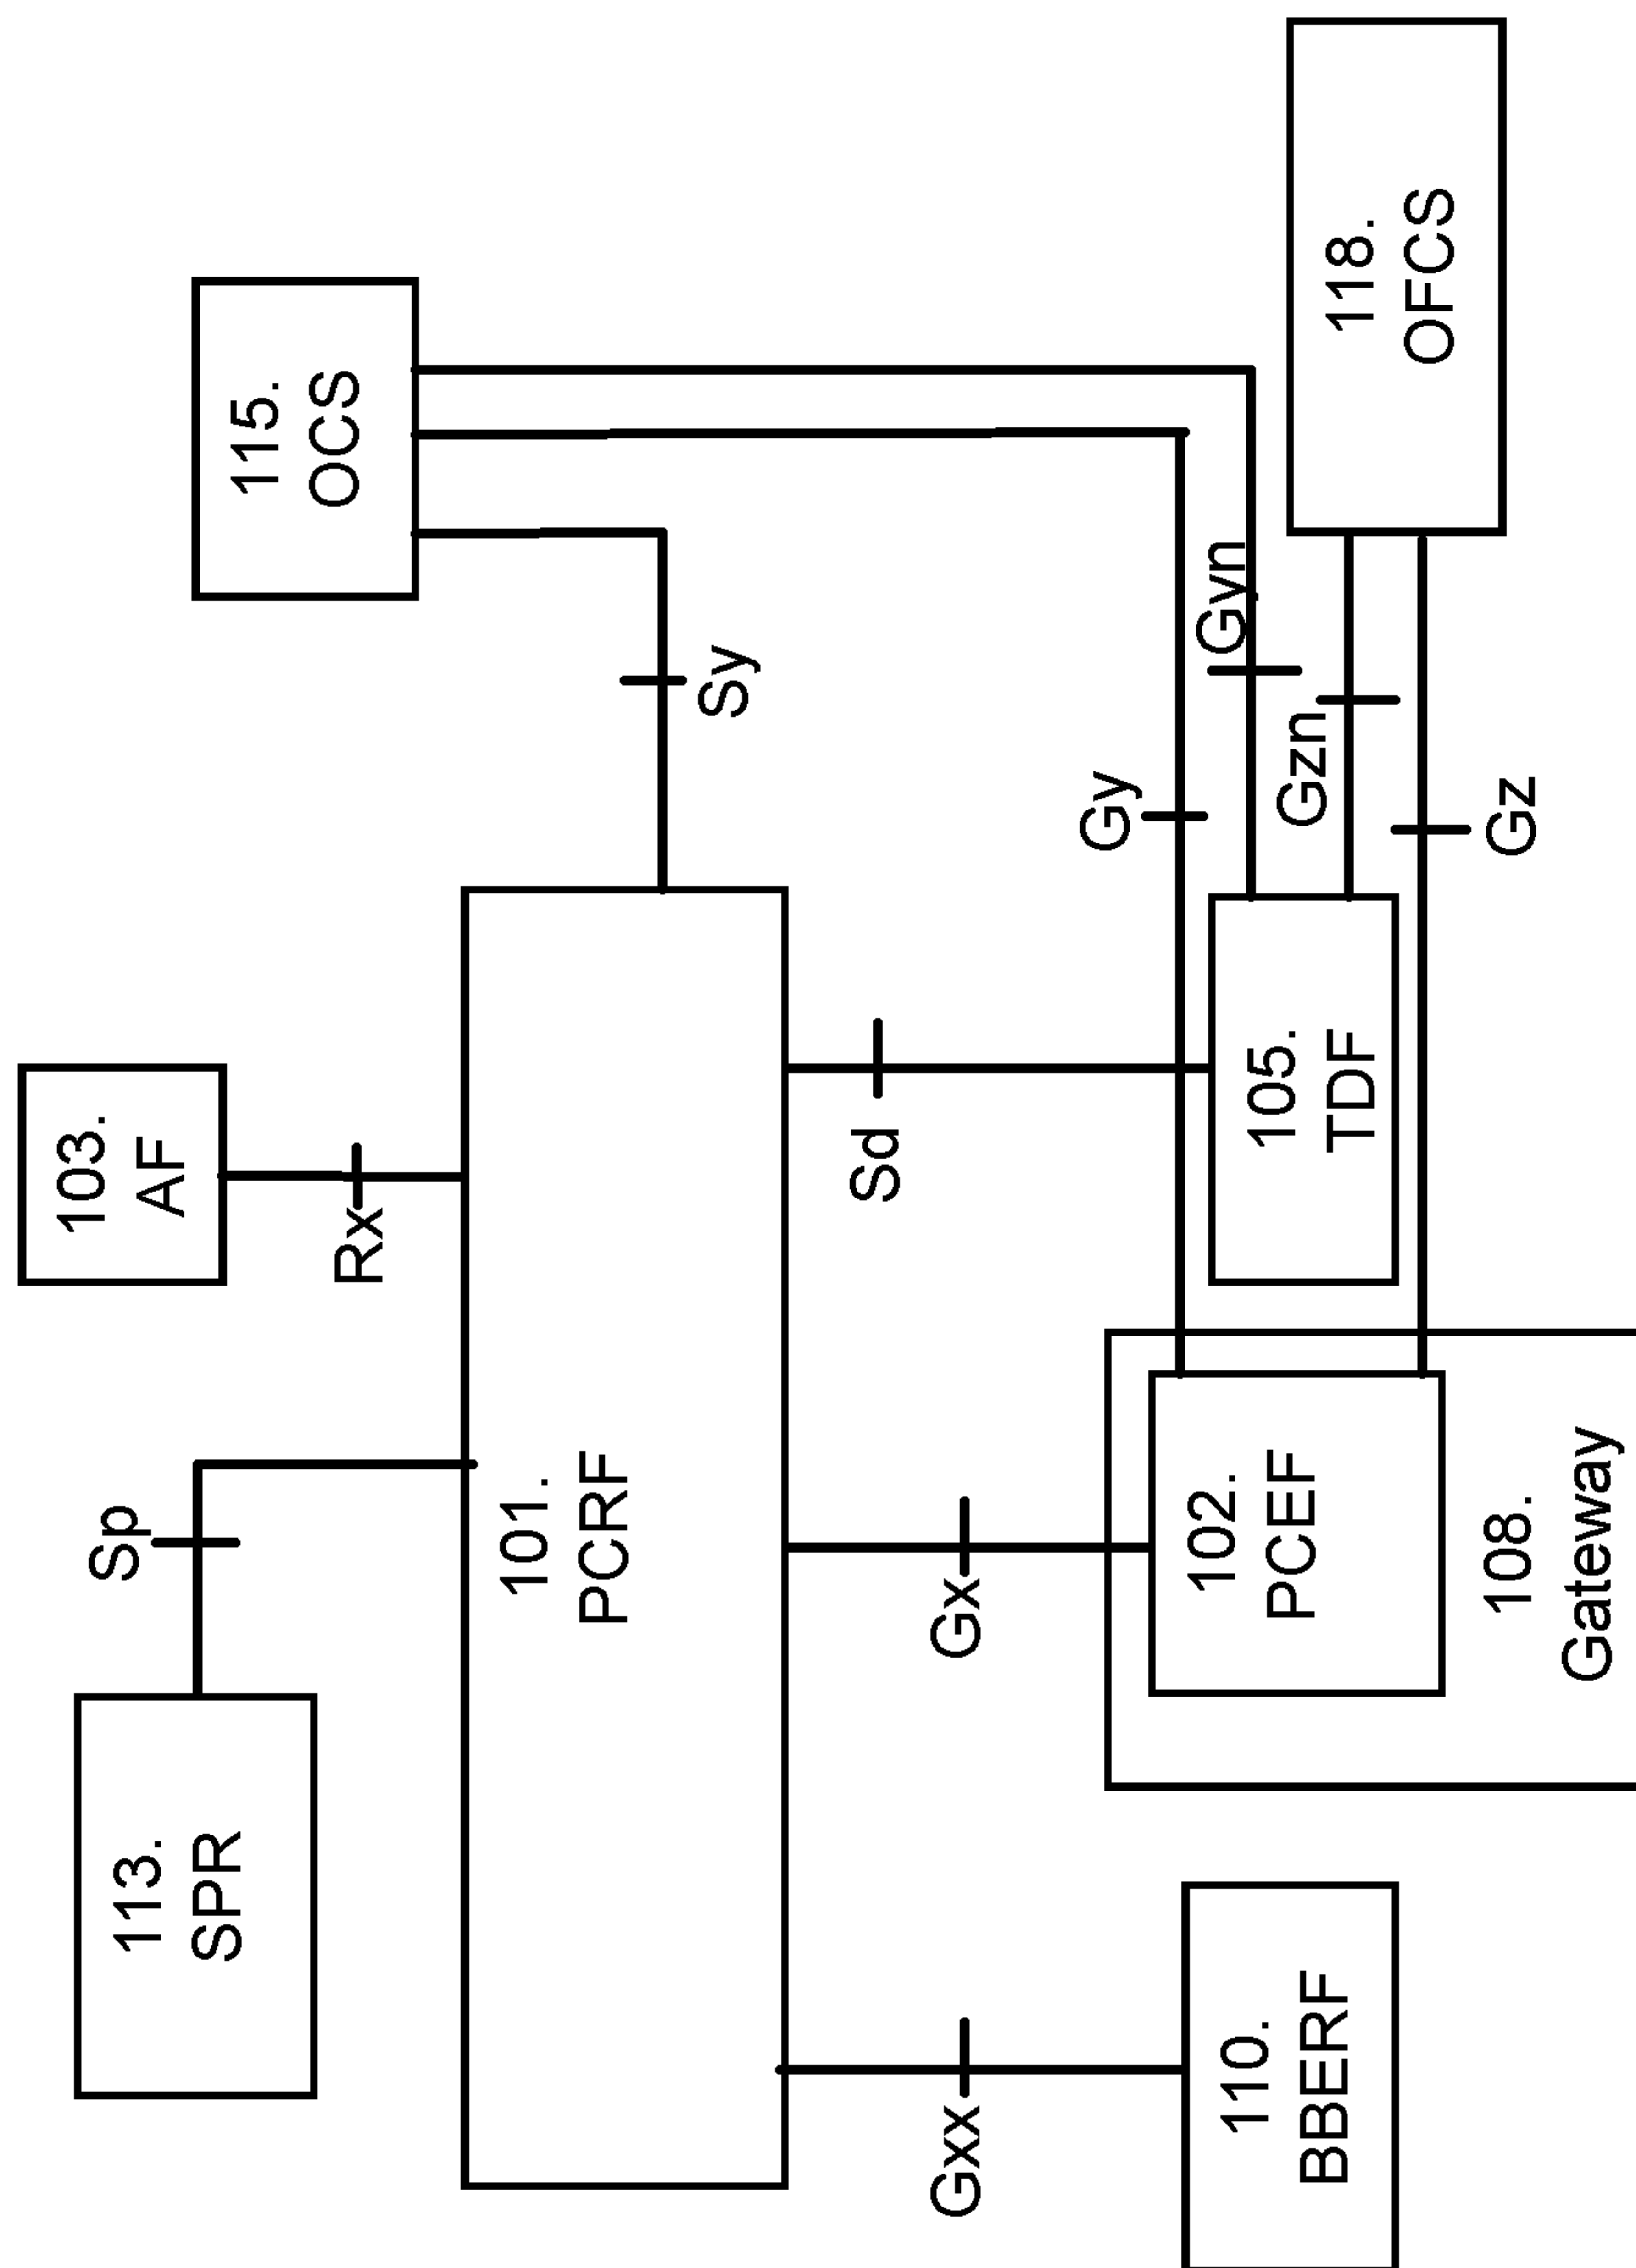 113.
SPR
Sp
103.
AF
Rx
115.
OCS
101.
PCRF
Sy
Gxx
Gx
Sd
Gy
Gyn
110.
BBERF
102.
PCEF
105.
TDF
Gzn
118.
OFCS
Gz
108.
Gateway